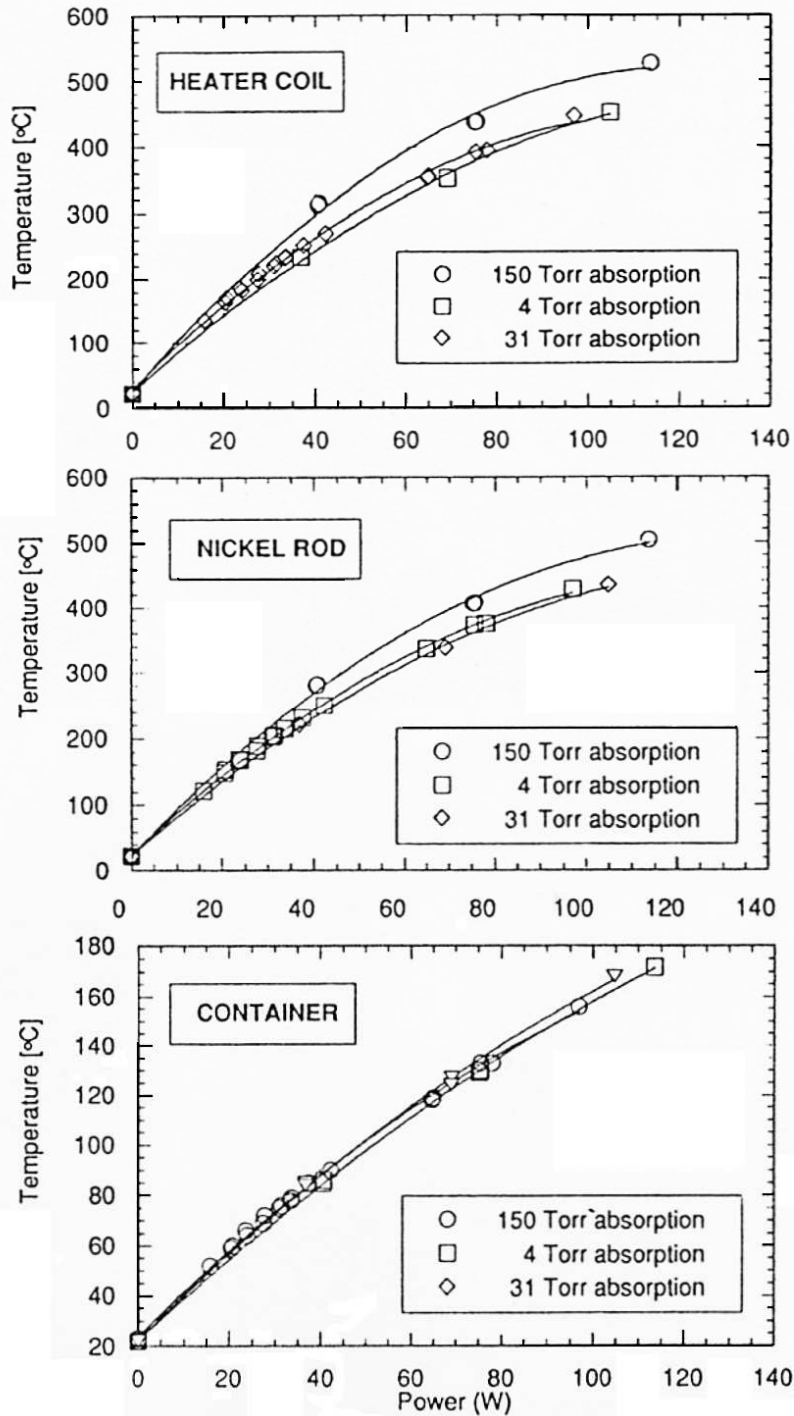 600
500
400
300
200
100
0
Temperature [°C]
HEATER COIL
150 Torr absorption
4 Torr absorption
31 Torr absorption
0 20 40 60 80 100 120 140
600
500
400
300
200
100
0
Temperature [°C]
NICKEL ROD
150 Torr absorption
4 Torr absorption
31 Torr absorption
0 20 40 60 80 100 120 140
180
160
140
120
100
80
60
40
20
Temperature [°C]
CONTAINER
150 Torr absorption
4 Torr absorption
31 Torr absorption
0 20 40 60 80 100 120 140
Power (W)